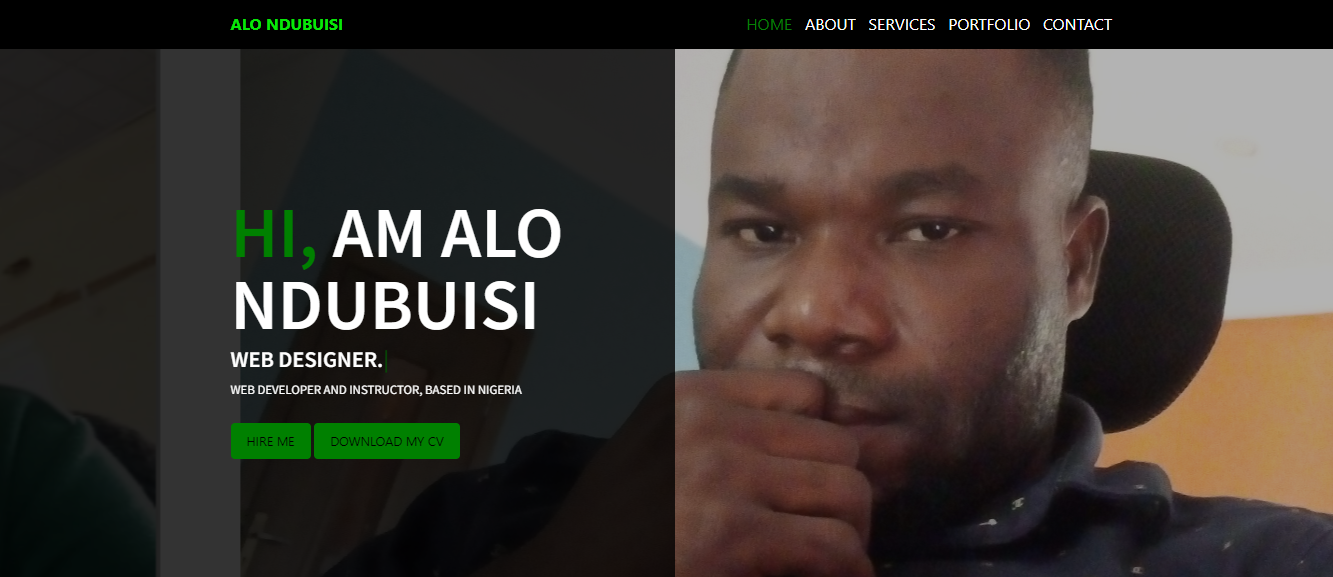 ALO NDUBUISI
HOME ABOUT SERVICES PORTFOLIO CONTACT
HI, AM ALO
NDUBUISI
WEB DESIGNER.
WEB DEVELOPER AND INSTRUCTOR, BASED IN NIGERIA
HIRE ME
DOWNLOAD MY CV